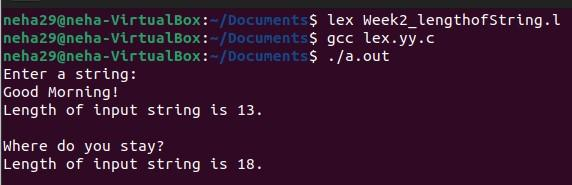 neha29@neha-VirtualBox:~/Documents$ lex Week2_lengthofString.l
neha29@neha-VirtualBox:~/Documents$ gcc lex.yy.c
neha29@neha-VirtualBox:~/Documents$ ./a.out
Enter a string:
Good Morning!
Length of input string is 13.
Where do you stay?
Length of input string is 18.